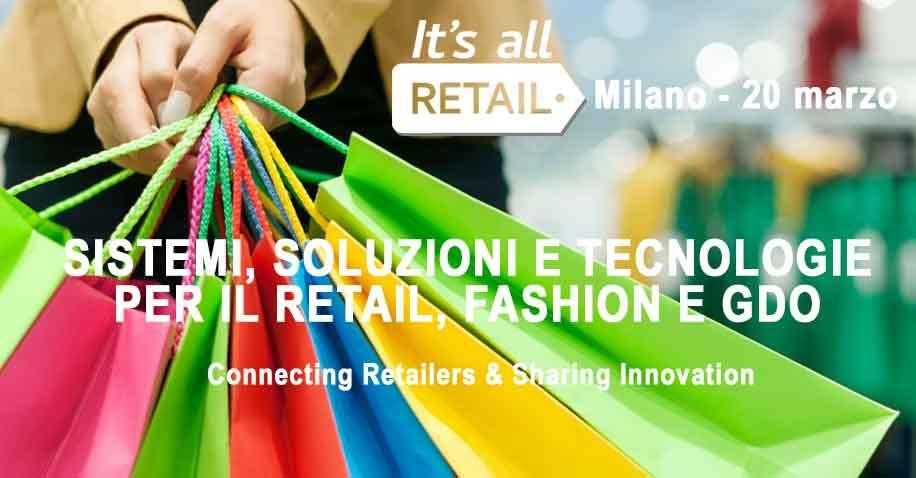 It's all
RETAIL
Milano - 20 marzo
SISTEMI, SOLUZIONI E TECNOLOGIE
PER IL RETAIL, FASHION E GDO
Connecting Retailers & Sharing Innovation